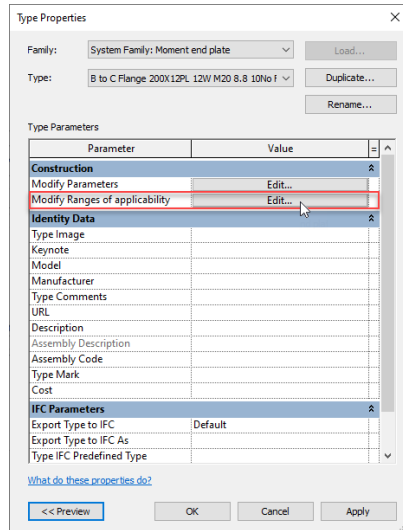 Type Properties
Family: System Family: Moment end plate Load...
Type: B to C Flange 200X12PL 12W M20 8.8 10No Duplicate...
Rename...
Type Parameters
Parameter Value =
Construction
Modify Parameters Edit...
Modify Ranges of applicability Edit...
Identity Data
Type Image
Keynote
Model
Manufacturer
Type Comments
URL
Description
Assembly Description
Assembly Code
Type Mark
Cost
IFC Parameters
Export Type to IFC Default
Export Type to IFC As
Type IFC Predefined Type
What do these properties do?
<< Preview OK Cancel Apply